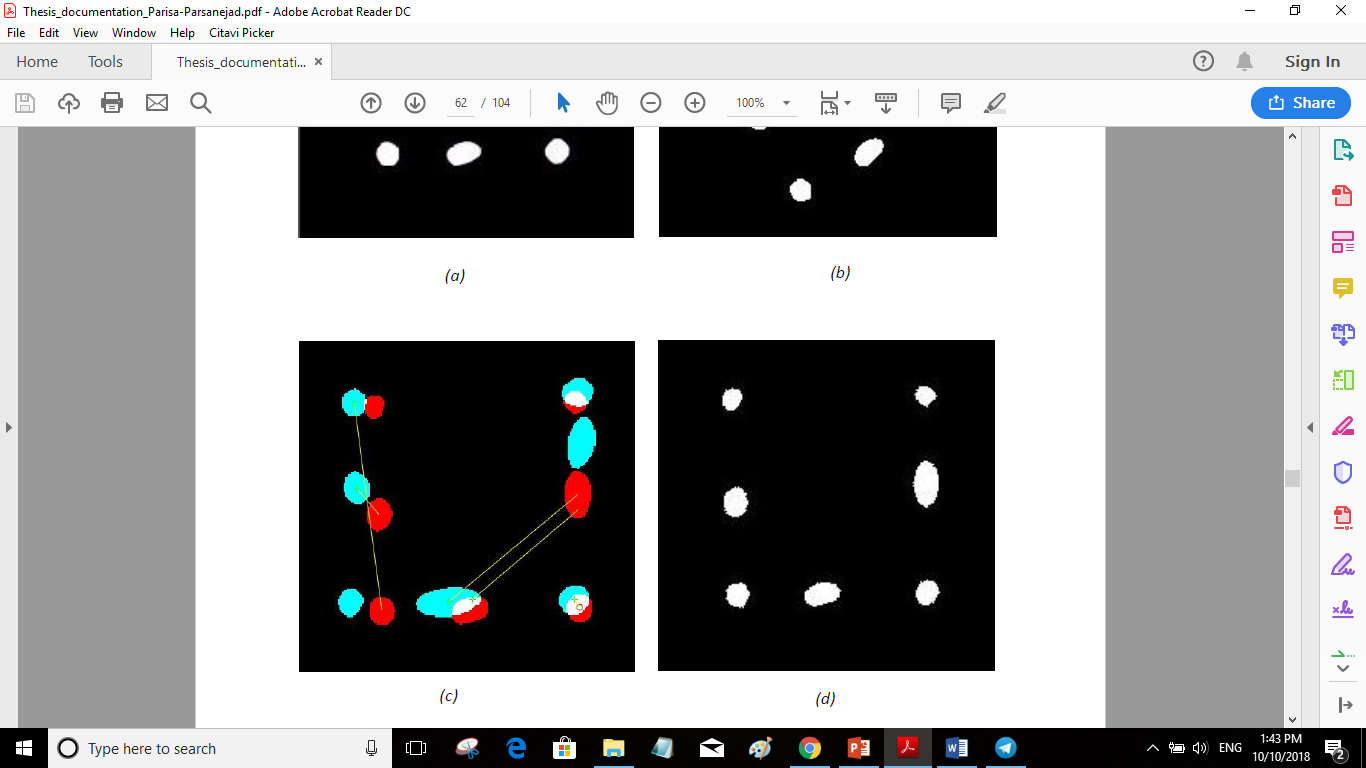 Thesis_documentation_Parisa-Parsanejad.pdf - Adobe Acrobat Reader DC
File Edit View Window Help Citavi Picker
Home Tools Thesis_documentati... × ? Sign In
62 / 104 100% Share
(a) (b)
(c) (d)
Type here to search ENG 1:43 PM
10/10/2018 2